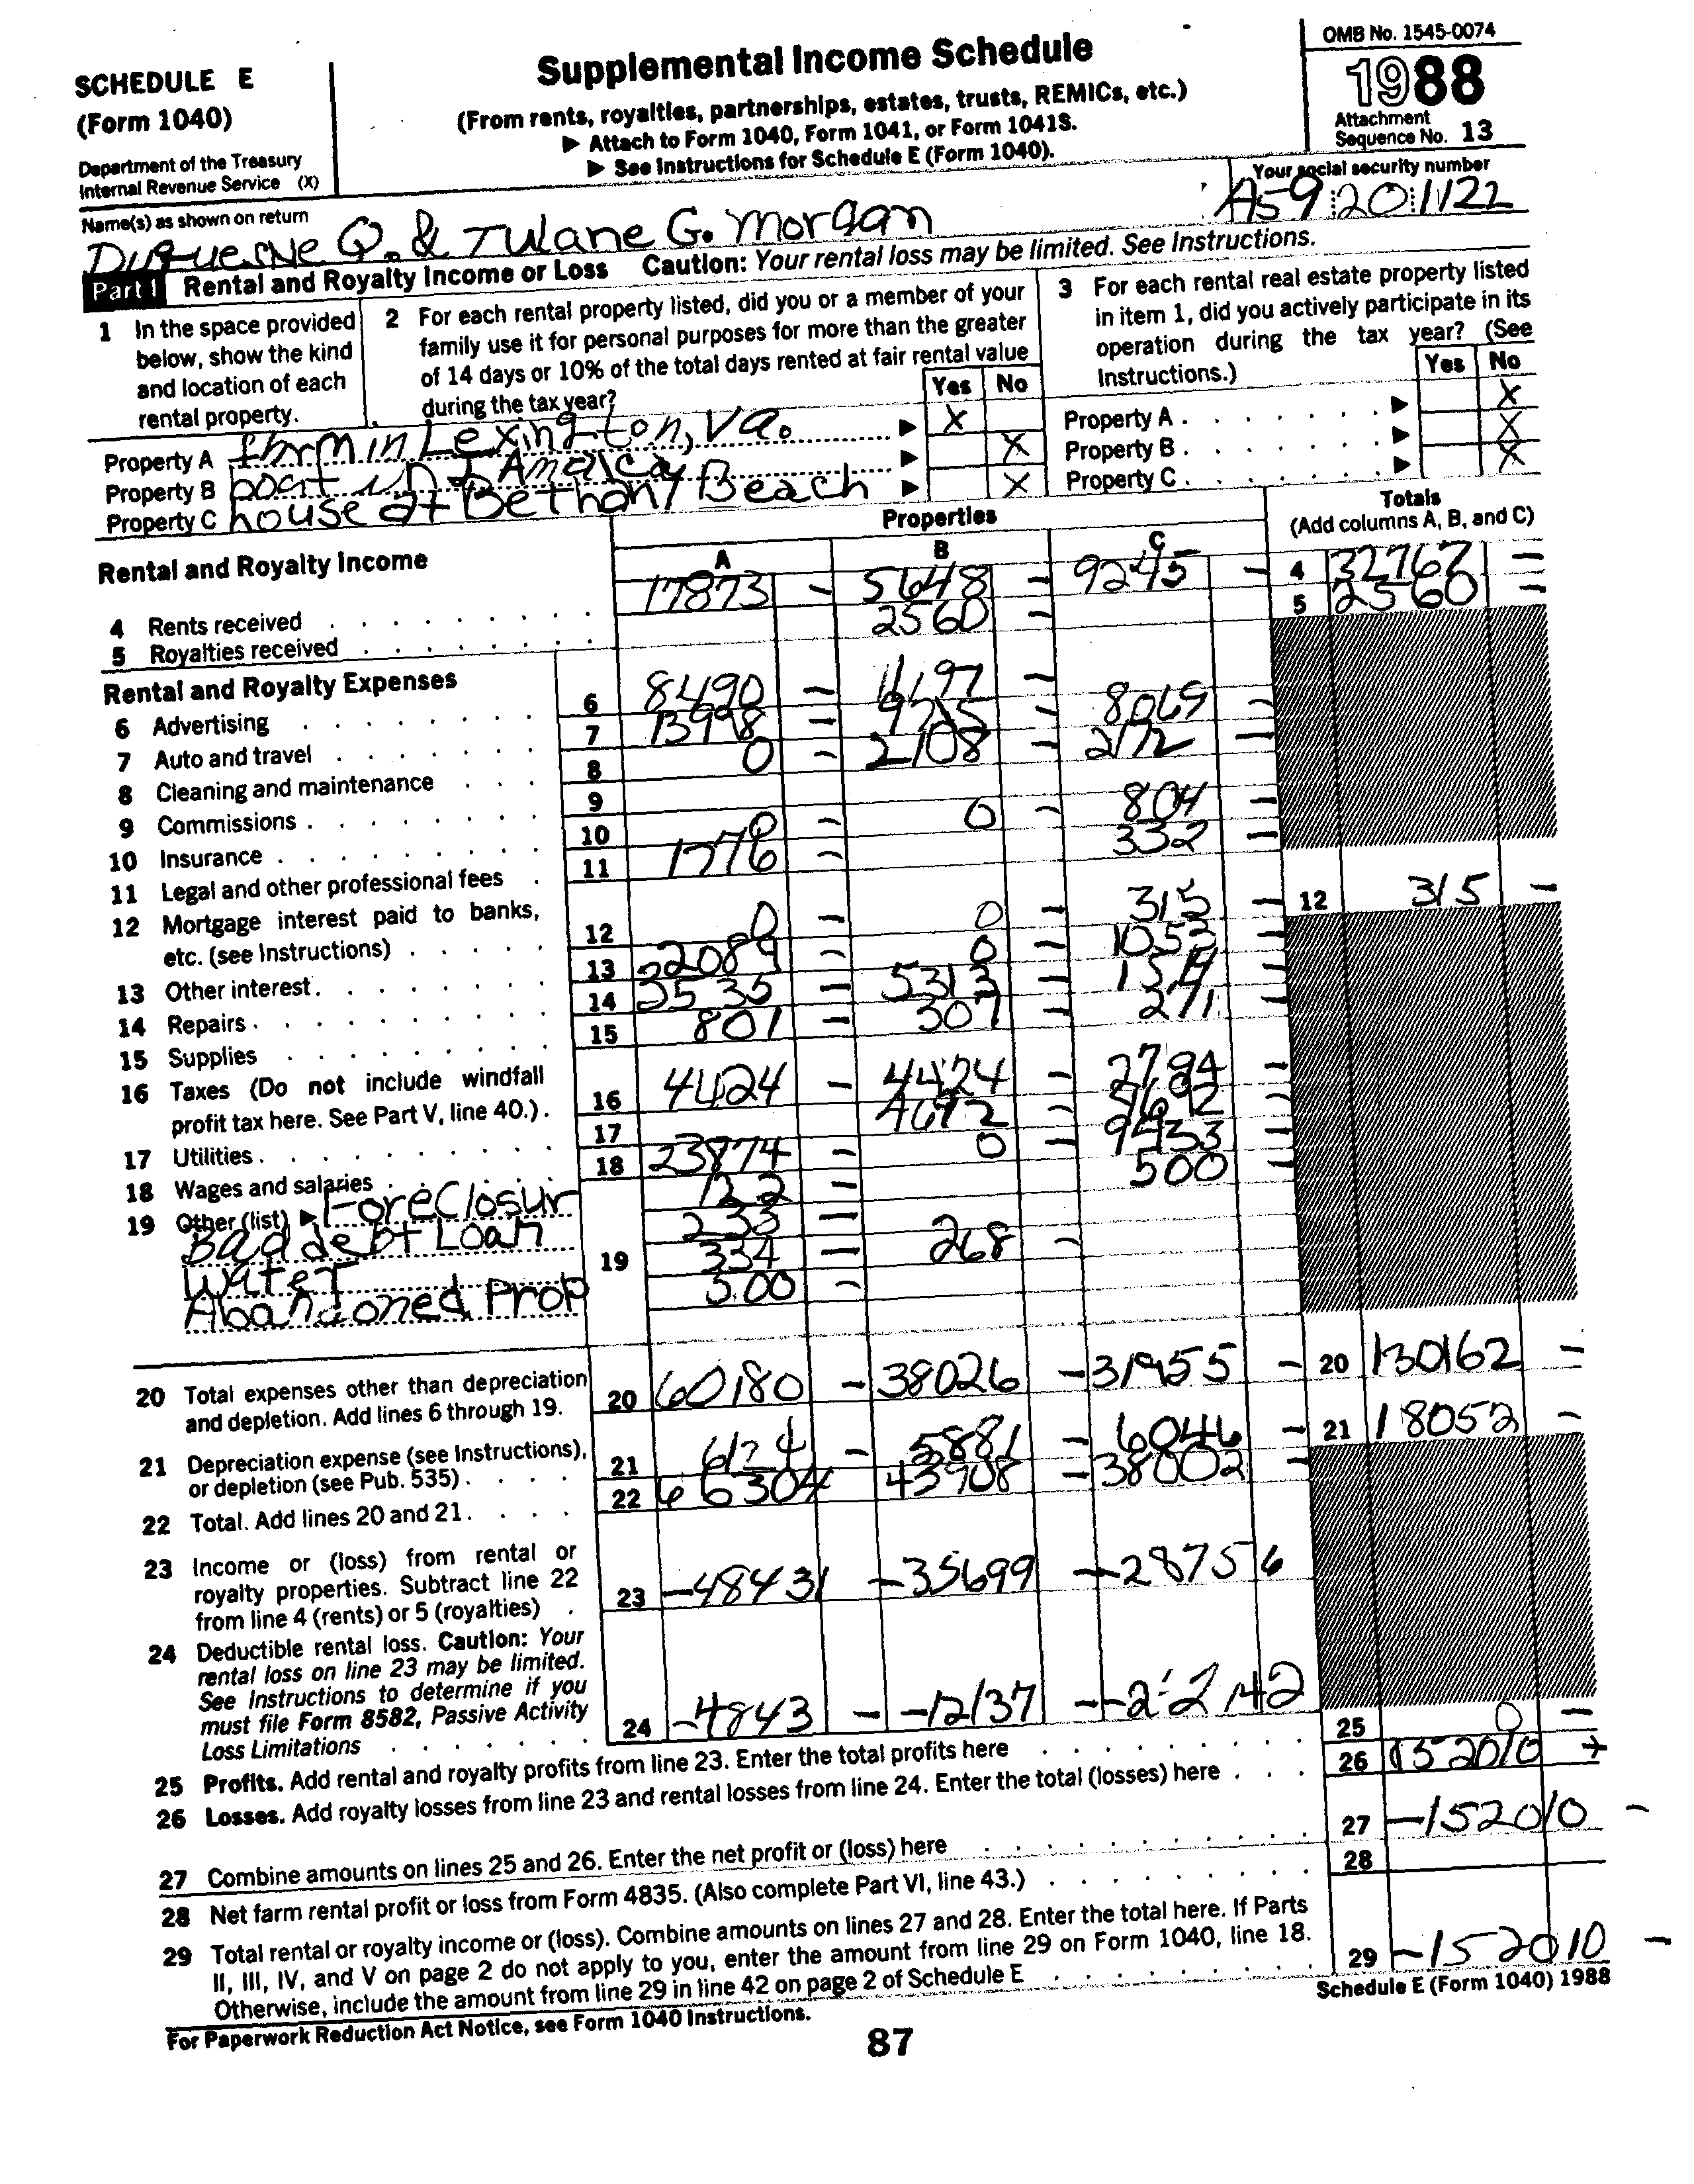 SCHEDULE E
(Form 1040)
Department of the Treasury
Internal Revenue Service (X)
Supplemental Income Schedule
(From rents, royalties, partnerships, estates, trusts, REMICs, etc.)
▶ Attach to Form 1040, Form 1041, or Form 1041S.
▶ See Instructions for Schedule E (Form 1040).
OMB No. 1545-0074
1988
Attachment
Sequence No. 13
Name(s) as shown on return
Duquesne Q. & Tulane G. Morgan
Your social security number
A59 20 1122
Part I Rental and Royalty Income or Loss Caution: Your rental loss may be limited. See Instructions.
1 In the space provided
below, show the kind
and location of each
rental property.
2 For each rental property listed, did you or a member of your
family use it for personal purposes for more than the greater
of 14 days or 10% of the total days rented at fair rental value
during the tax year?
Yes No
3 For each rental real estate property listed
in item 1, did you actively participate in its
operation during the tax year? (See
Instructions.)
Yes No
Property A farm in Lexington, Va. ▶ X
Property B boat in Jamaica ▶ X
Property C house at Bethany Beach ▶ X
Property A ▶ X
Property B ▶ X
Property C ▶ X
Rental and Royalty Income
Properties
A B C
Totals
(Add columns A, B, and C)
4 Rents received 17873 - 5648 - 9245 - 4 32767 -
5 Royalties received 2560 - 5 2560 -
Rental and Royalty Expenses
6 Advertising 6 8490 - 11197 -
7 Auto and travel 7 13998 - 9735 - 8069 -
8 Cleaning and maintenance 8 0 - 2108 - 2172 -
9 Commissions 9
10 Insurance 10 0 - 0 - 804 -
11 Legal and other professional fees 11 1776 - 332 -
12 Mortgage interest paid to banks,
etc. (see Instructions) 12 0 - 0 - 315 - 12 315 -
13 Other interest 13 22089 - 0 - 1053 -
14 Repairs 14 3535 - 5313 - 1514 -
15 Supplies 15 801 - 307 - 271 -
16 Taxes (Do not include windfall
profit tax here. See Part V, line 40.) 16 4424 - 4424 - 2794 -
17 Utilities 17 4672 - 5692 -
18 Wages and salaries 18 23874 - 0 - 9433 -
19 Other (list) ▶ Foreclosur 122 - 500 -
Bad debt Loan 233 -
Water 19 334 - 268 -
Abandoned Prop 500 -
20 Total expenses other than depreciation
and depletion. Add lines 6 through 19. 20 60180 - 38026 - 31955 - 20 130162 -
21 Depreciation expense (see Instructions),
or depletion (see Pub. 535) 21 6124 - 5881 - 6046 - 21 18052 -
22 Total. Add lines 20 and 21 22 66304 43908 - 38002 -
23 Income or (loss) from rental or
royalty properties. Subtract line 22
from line 4 (rents) or 5 (royalties) 23 -48431 -35699 -28756
24 Deductible rental loss. Caution: Your
rental loss on line 23 may be limited.
See Instructions to determine if you
must file Form 8582, Passive Activity
Loss Limitations 24 -4843 - -12137 -
25 Profits. Add rental and royalty profits from line 23. Enter the total profits here 25 0 -
26 Losses. Add royalty losses from line 23 and rental losses from line 24. Enter the total (losses) here 26
27 Combine amounts on lines 25 and 26. Enter the net profit or (loss) here 27 -152010 -
28 Net farm rental profit or loss from Form 4835. (Also complete Part VI, line 43.) 28
29 Total rental or royalty income or (loss). Combine amounts on lines 27 and 28. Enter the total here. If Parts
II, III, IV, and V on page 2 do not apply to you, enter the amount from line 29 on Form 1040, line 18.
Otherwise, include the amount from line 29 in line 42 on page 2 of Schedule E 29 -152010 -
For Paperwork Reduction Act Notice, see Form 1040 Instructions.
Schedule E (Form 1040) 1988
87